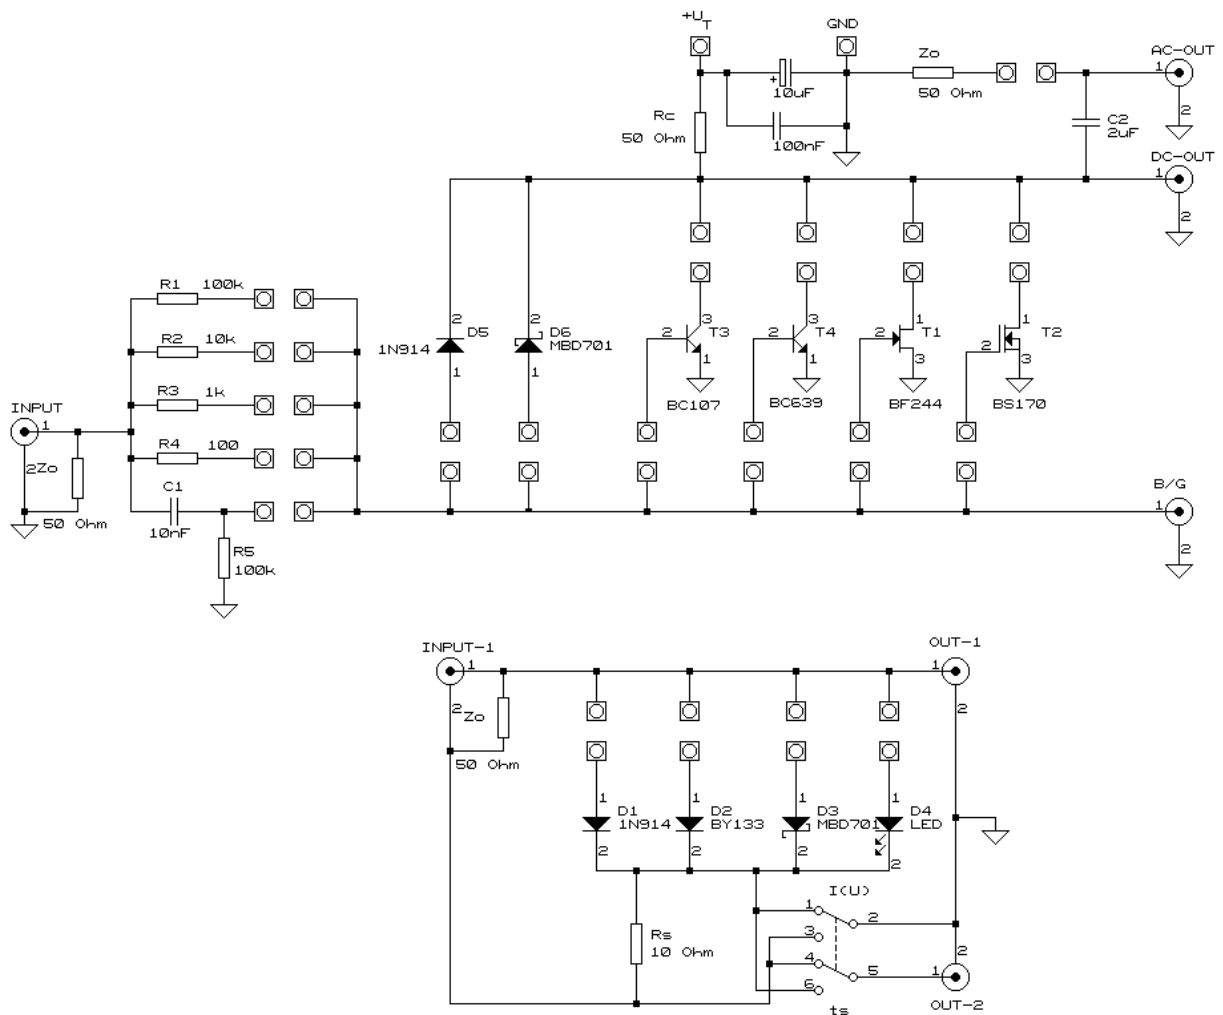 +U
T
GND
Zo
AC-OUT
1
+
10uF
50 Ohm
2
Rc
50 Ohm
100nF
C2
2uF
DC-OUT
1
2
R1 100k
R2 10k
R3 1k
R4 100
INPUT
1
2
Zo
50 Ohm
C1
10nF
R5
100k
2
D5
1N914
1
2
D6
MBD701
1
3
2
T3
1
BC107
3
2
T4
1
BC639
1
2
T1
3
BF244
1
2
T2
3
BS170
B/G
1
2
INPUT-1
1
2
Zo
50 Ohm
OUT-1
1
2
1
D1
1N914
2
1
D2
BY133
2
1
D3
MBD701
2
1
D4
LED
2
I(U)
1
2
3
4
5
6
ts
Rs
10 Ohm
2
1
OUT-2